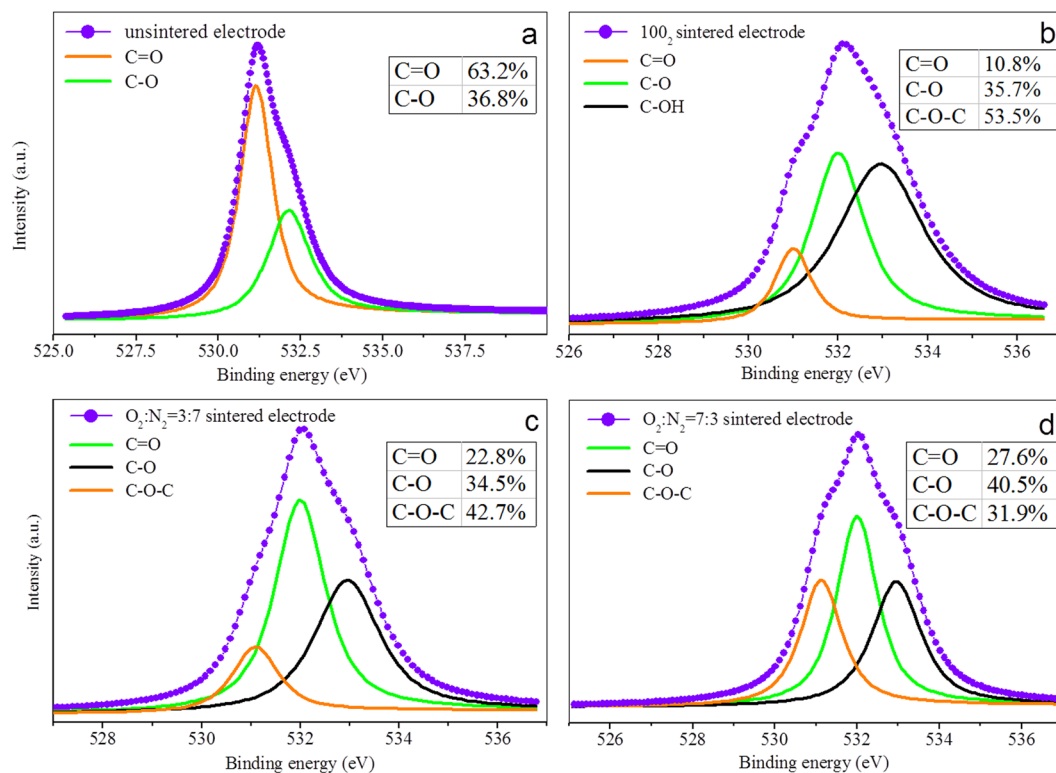 unsintered electrode
C=O
C-O
a
C=O 63.2%
C-O 36.8%
Intensity (a.u.)
525.0 527.5 530.0 532.5 535.0 537.5
Binding energy (eV)
100₂ sintered electrode
C=O
C-O
C-OH
b
C=O 10.8%
C-O 35.7%
C-O-C 53.5%
526 528 530 532 534 536
Binding energy (eV)
O₂:N₂=3:7 sintered electrode
C=O
C-O
C-O-C
c
C=O 22.8%
C-O 34.5%
C-O-C 42.7%
Intensity (a.u.)
528 530 532 534 536
Binding energy (eV)
O₂:N₂=7:3 sintered electrode
C=O
C-O
C-O-C
d
C=O 27.6%
C-O 40.5%
C-O-C 31.9%
526 528 530 532 534 536
Binding energy (eV)